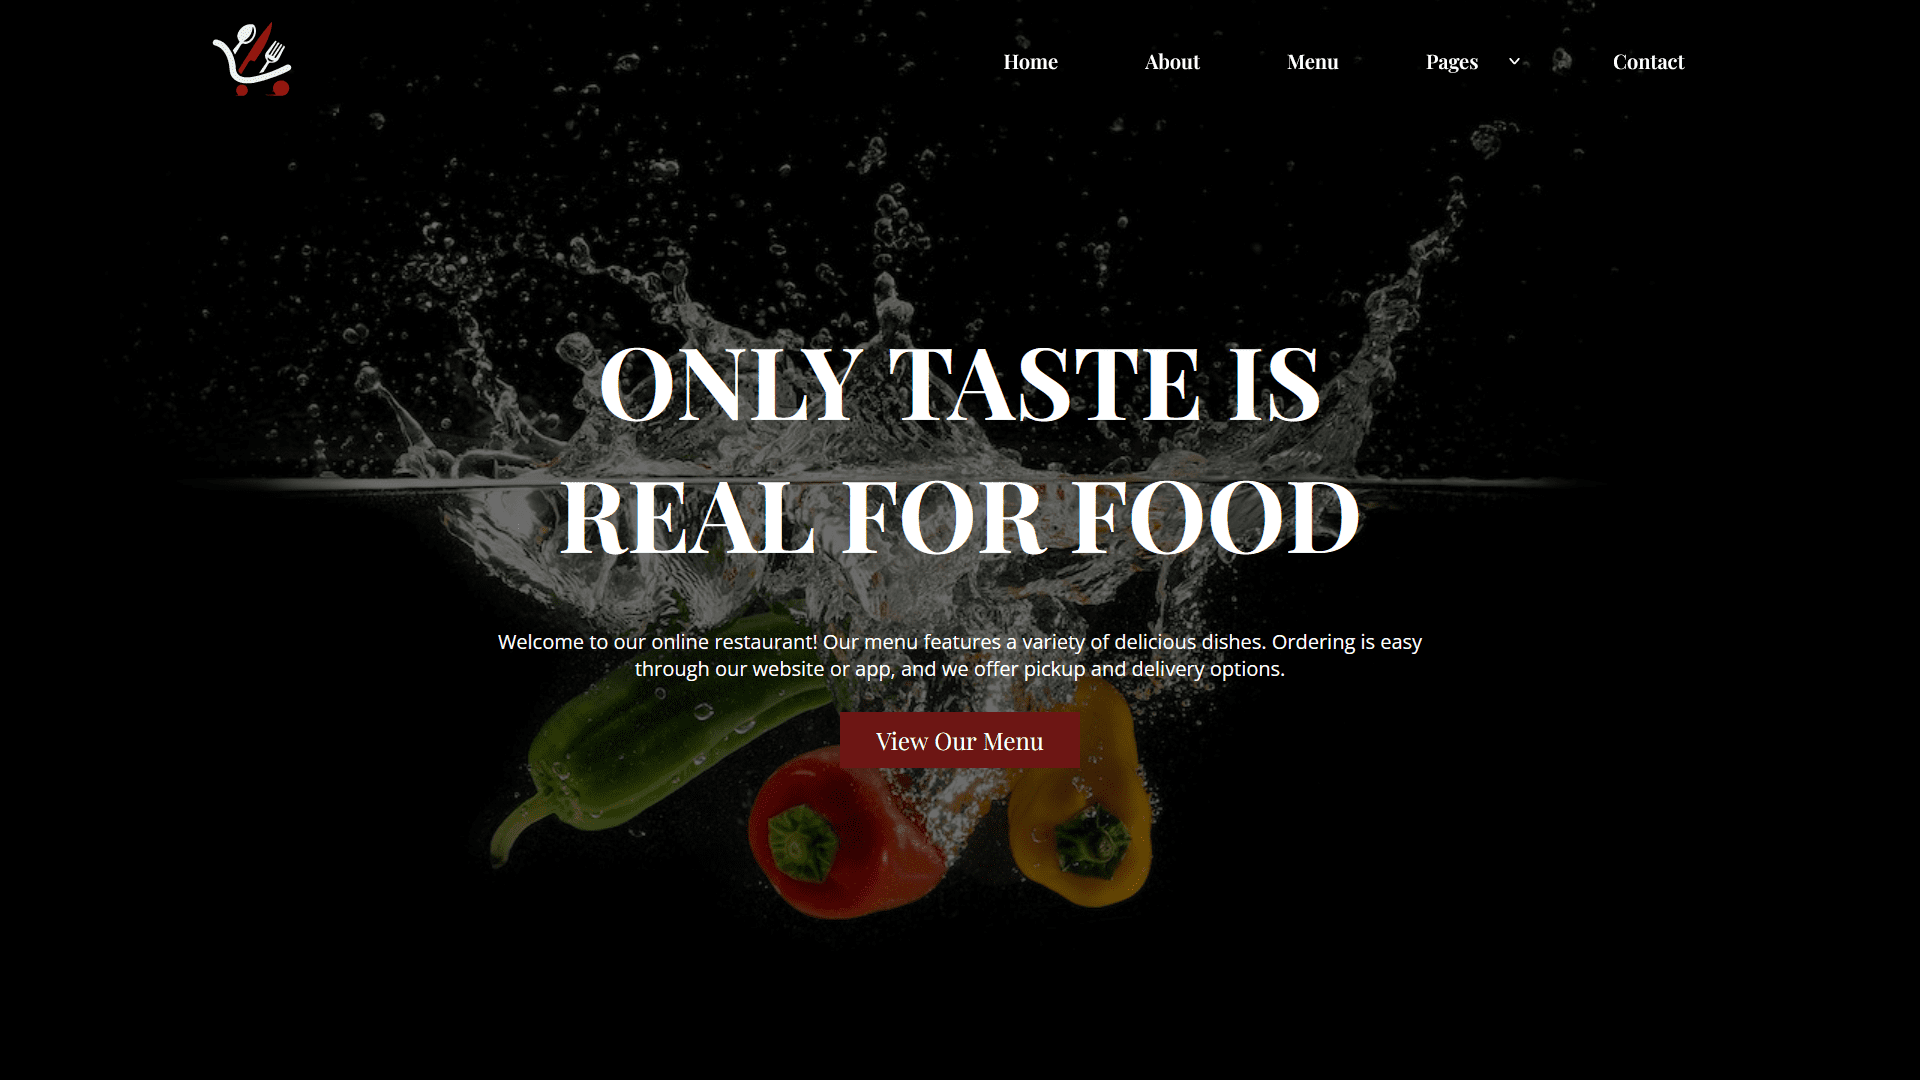 Home About Menu Pages Contact
ONLY TASTE IS
REAL FOR FOOD
Welcome to our online restaurant! Our menu features a variety of delicious dishes. Ordering is easy
through our website or app, and we offer pickup and delivery options.
View Our Menu